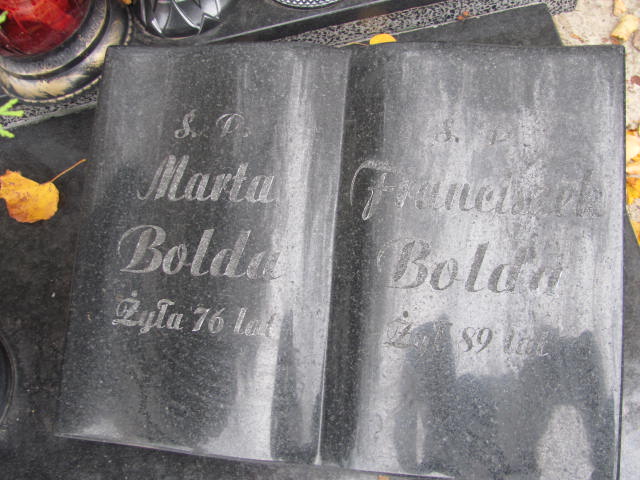 Ś. P.
Marta
Bolda
Żyła 76 lat
Ś. P.
Franciszek
Bolda
Żył 89 lat